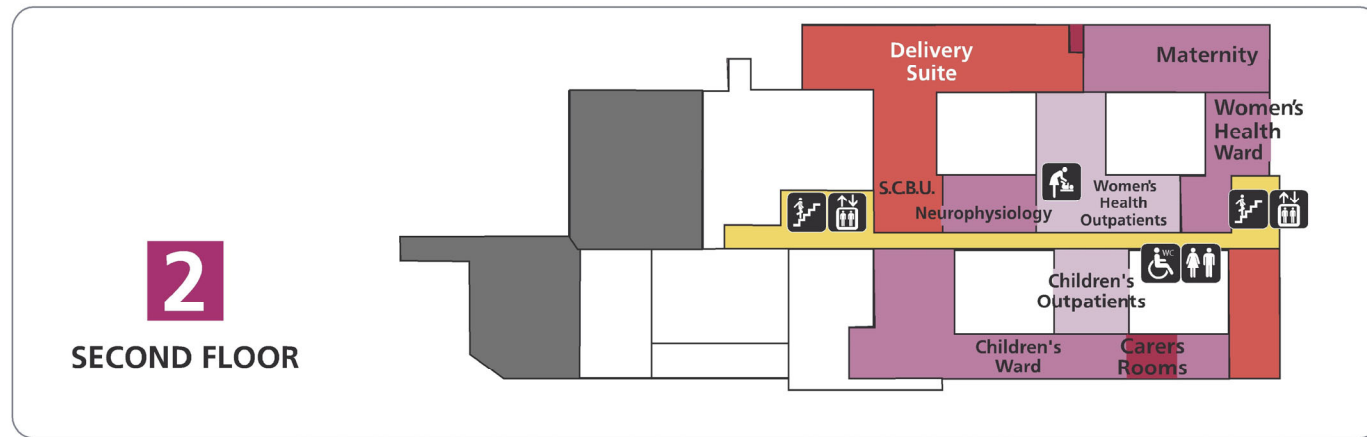 2
SECOND FLOOR
Delivery
Suite
Maternity
Women's
Health
Ward
S.C.B.U.
Neurophysiology
Women's
Health
Outpatients
WC
Children's
Outpatients
Children's
Ward
Carers
Rooms